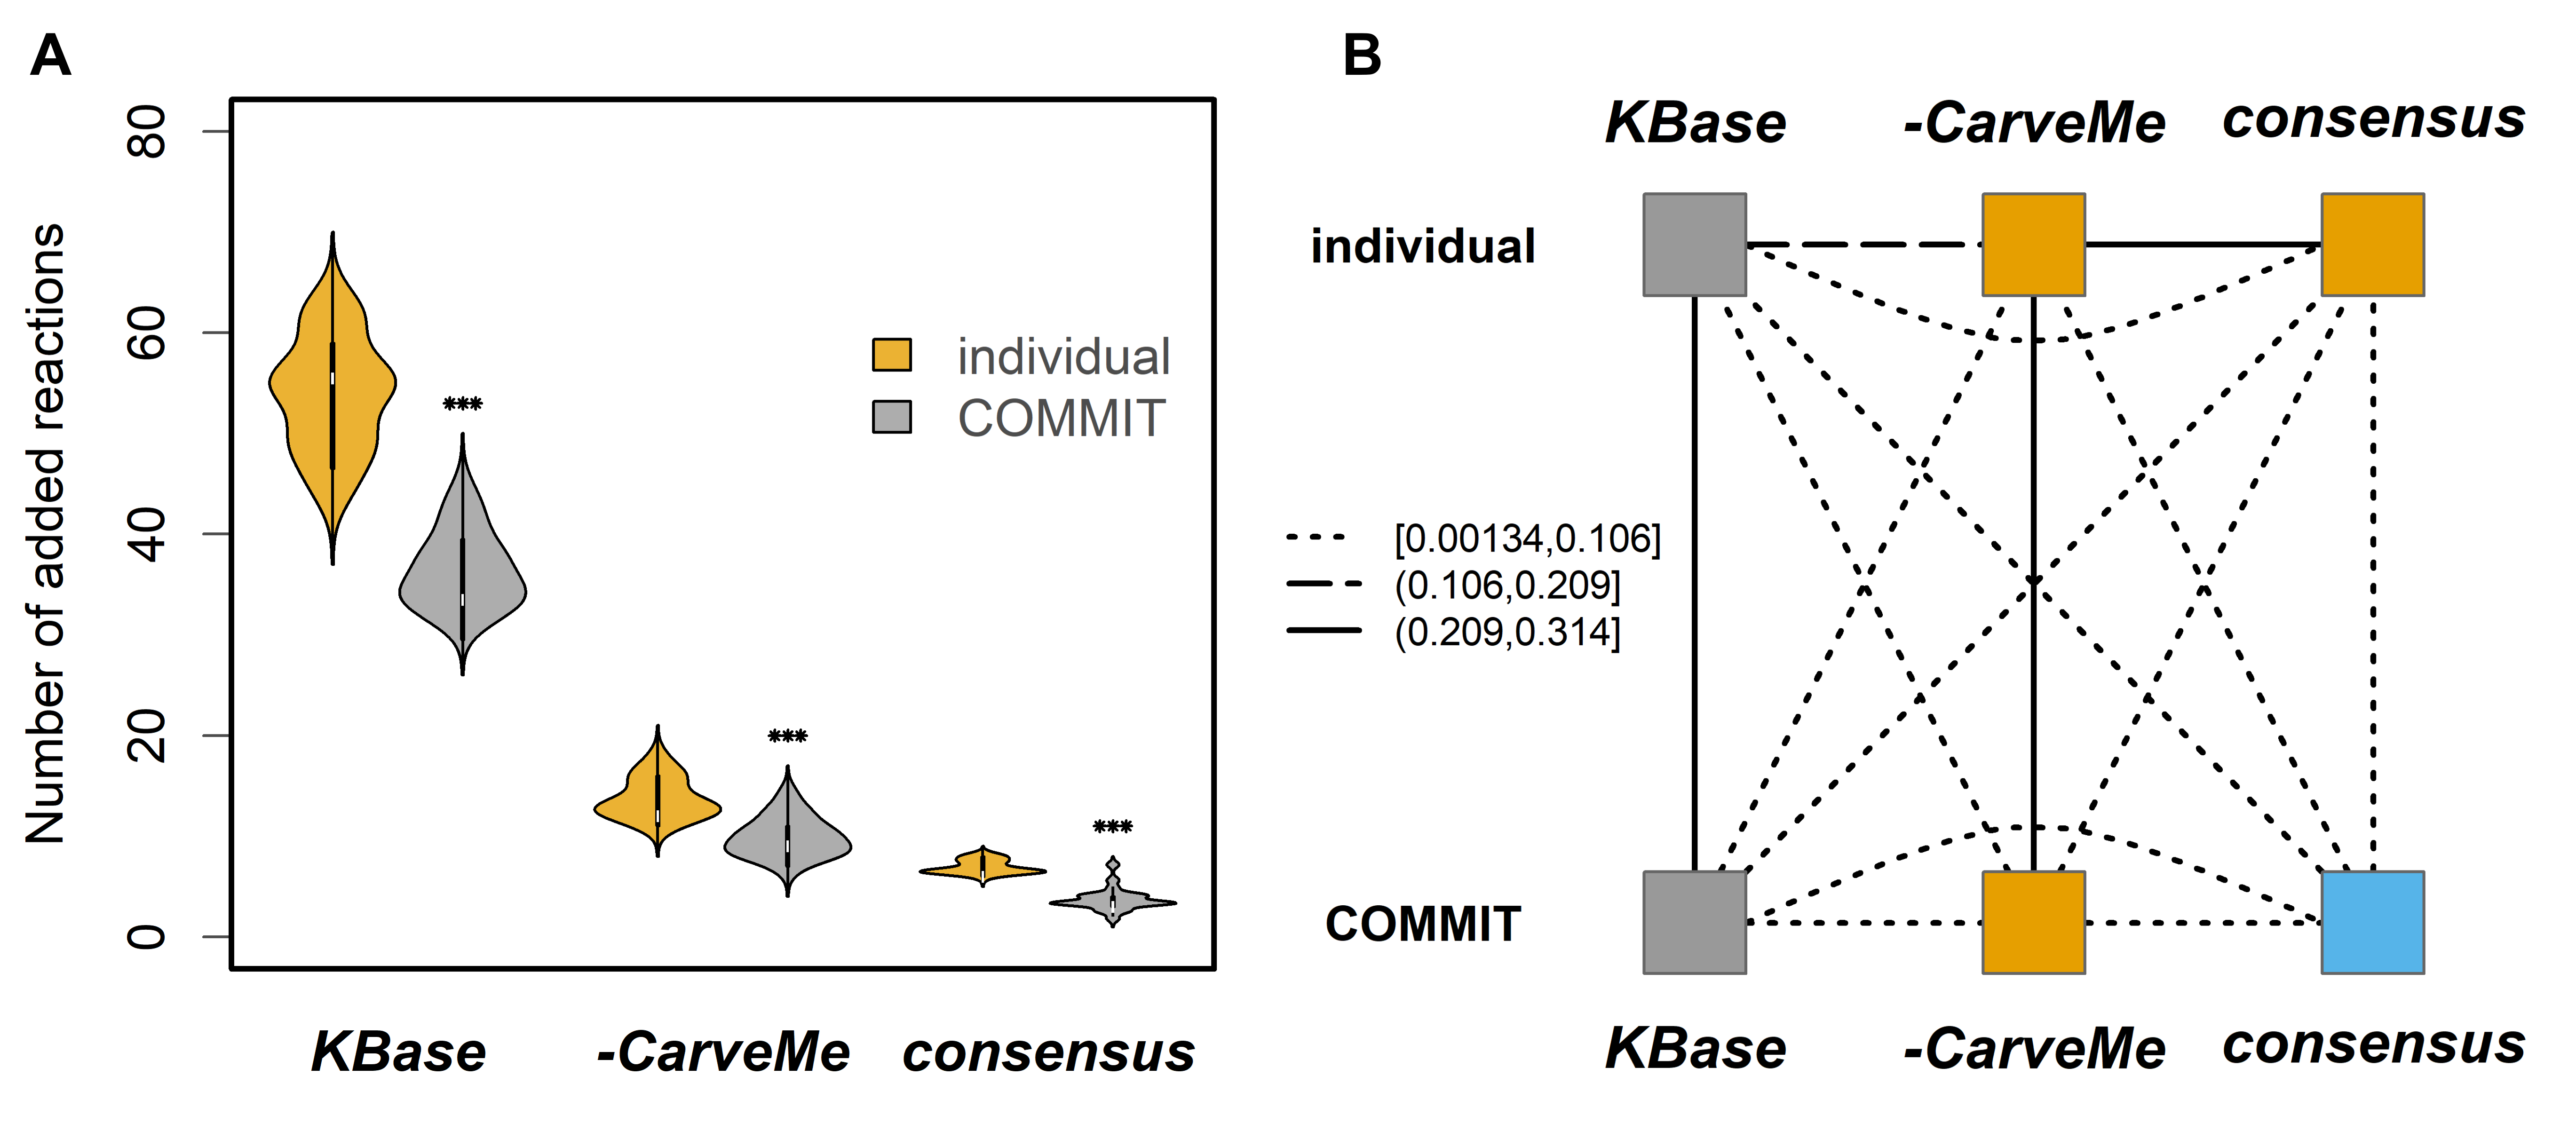 A
B
80
60
40
20
0
Number of added reactions
***
***
***
individual
COMMIT
KBase
-CarveMe
consensus
KBase
-CarveMe
consensus
individual
[0.00134,0.106]
(0.106,0.209]
(0.209,0.314]
COMMIT
KBase
-CarveMe
consensus